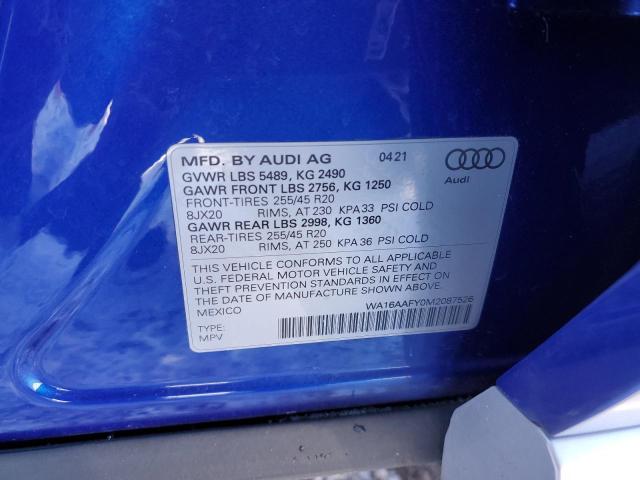 MFD. BY AUDI AG 04 21
GVWR LBS 5489, KG 2490
GAWR FRONT LBS 2756, KG 1250
FRONT-TIRES 255/45 R20
8JX20 RIMS, AT 230 KPA 33 PSI COLD
GAWR REAR LBS 2998, KG 1360
REAR-TIRES 255/45 R20
8JX20 RIMS, AT 250 KPA 36 PSI COLD
Audi
THIS VEHICLE CONFORMS TO ALL APPLICABLE
U.S. FEDERAL MOTOR VEHICLE SAFETY AND
THEFT PREVENTION STANDARDS IN EFFECT ON
DATE OF MANUFACTURE SHOWN ABOVE.
MEXICO
WA16AAFY0M2087526
TYPE:
MPV